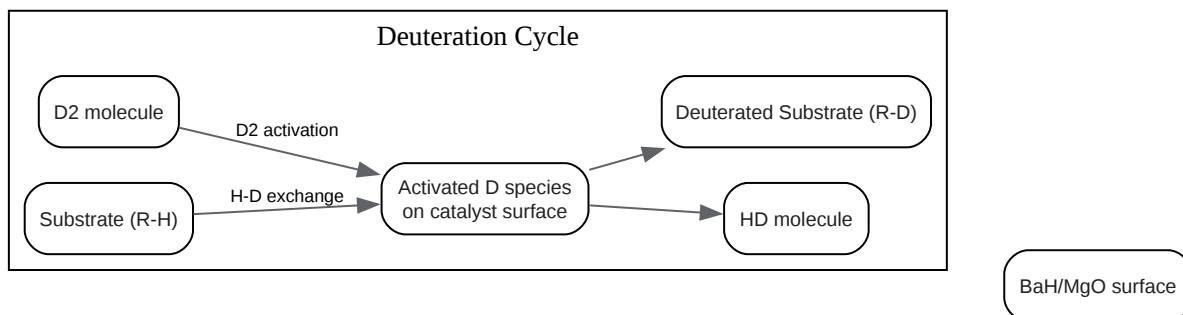 Deuteration Cycle
D2 molecule
D2 activation
Deuterated Substrate (R-D)
Substrate (R-H)
H-D exchange
Activated D species
on catalyst surface
HD molecule
BaH/MgO surface